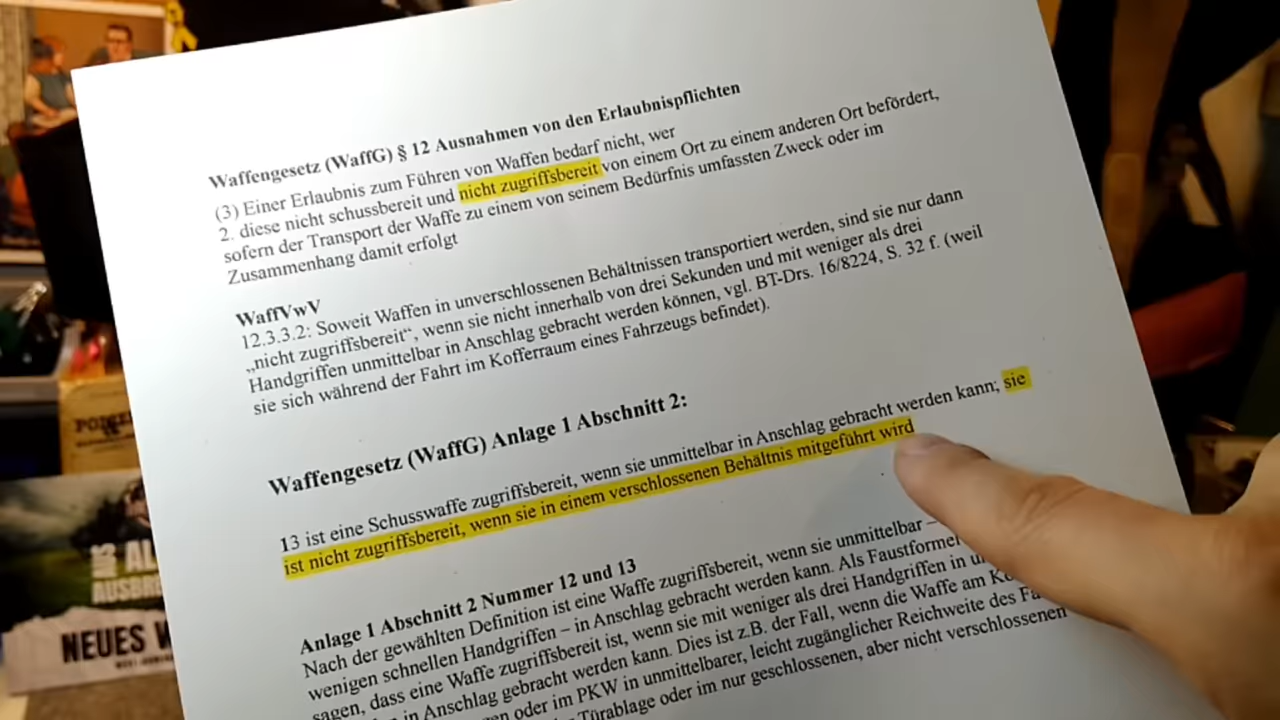 Waffengesetz (WaffG) § 12 Ausnahmen von den Erlaubnispflichten
(3) Einer Erlaubnis zum Führen von Waffen bedarf nicht, wer
2. diese nicht schussbereit und nicht zugriffsbereit von einem Ort zu einem anderen Ort befördert,
sofern der Transport der Waffe zu einem von seinem Bedürfnis umfassten Zweck oder im
Zusammenhang damit erfolgt
WaffVwV
12.3.3.2: Soweit Waffen in unverschlossenen Behältnissen transportiert werden, sind sie nur dann
„nicht zugriffsbereit“, wenn sie nicht innerhalb von drei Sekunden und mit weniger als drei
Handgriffen unmittelbar in Anschlag gebracht werden können, vgl. BT-Drs. 16/8224, S. 32 f. (weil
sie sich während der Fahrt im Kofferraum eines Fahrzeugs befindet).
Waffengesetz (WaffG) Anlage 1 Abschnitt 2:
13 ist eine Schusswaffe zugriffsbereit, wenn sie unmittelbar in Anschlag gebracht werden kann; sie
ist nicht zugriffsbereit, wenn sie in einem verschlossenen Behältnis mitgeführt wird
Anlage 1 Abschnitt 2 Nummer 12 und 13
Nach der gewählten Definition ist eine Waffe zugriffsbereit, wenn sie unmittelbar –
wenigen schnellen Handgriffen – in Anschlag gebracht werden kann. Als Faustformel
sagen, dass eine Waffe zugriffsbereit ist, wenn sie mit weniger als drei Handgriffen in
in Anschlag gebracht werden kann. Dies ist z.B. der Fall, wenn die Waffe am
oder im PKW in unmittelbarer, leicht zugänglicher Reichweite des
Türablage oder im nur geschlossenen, aber nicht verschlossenen
NEUES